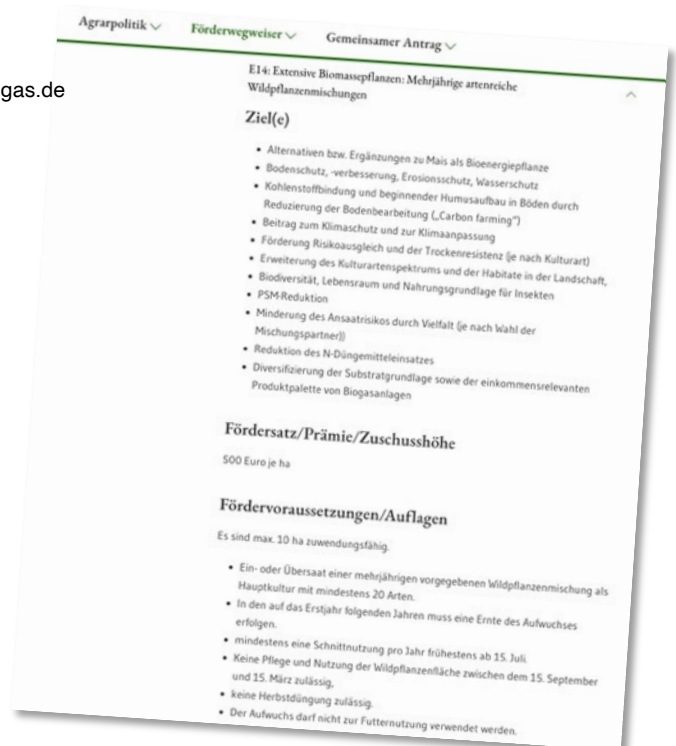 Agrarpolitik Förderwegweiser Gemeinsamer Antrag
gas.de
E14: Extensive Biomassepflanzen: Mehrjährige artenreiche
Wildpflanzenmischungen
Ziel(e)
• Alternativen bzw. Ergänzungen zu Mais als Bioenergiepflanze
• Bodenschutz, -verbesserung, Erosionsschutz, Wasserschutz
• Kohlenstoffbindung und beginnender Humusaufbau in Böden durch
Reduzierung der Bodenbearbeitung („Carbon farming")
• Beitrag zum Klimaschutz und zur Klimaanpassung
• Förderung Risikoausgleich und der Trockenresistenz (je nach Kulturart)
• Erweiterung des Kulturartenspektrums und der Habitate in der Landschaft,
• Biodiversität, Lebensraum und Nahrungsgrundlage für Insekten
• PSM-Reduktion
• Minderung des Ansaatrisikos durch Vielfalt (je nach Wahl der
Mischungspartner))
• Reduktion des N-Düngemitteleinsatzes
• Diversifizierung der Substratgrundlage sowie der einkommensrelevanten
Produktpalette von Biogasanlagen
Fördersatz/Prämie/Zuschusshöhe
500 Euro je ha
Fördervoraussetzungen/Auflagen
Es sind max. 10 ha zuwendungsfähig.
• Ein- oder Übersaat einer mehrjährigen vorgegebenen Wildpflanzenmischung als
Hauptkultur mit mindestens 20 Arten.
• In den auf das Erstjahr folgenden Jahren muss eine Ernte des Aufwuchses
erfolgen.
• mindestens eine Schnittnutzung pro Jahr frühestens ab 15. Juli.
• Keine Pflege und Nutzung der Wildpflanzenfläche zwischen dem 15. September
und 15. März zulässig,
• keine Herbstdüngung zulässig.
• Der Aufwuchs darf nicht zur Futternutzung verwendet werden.